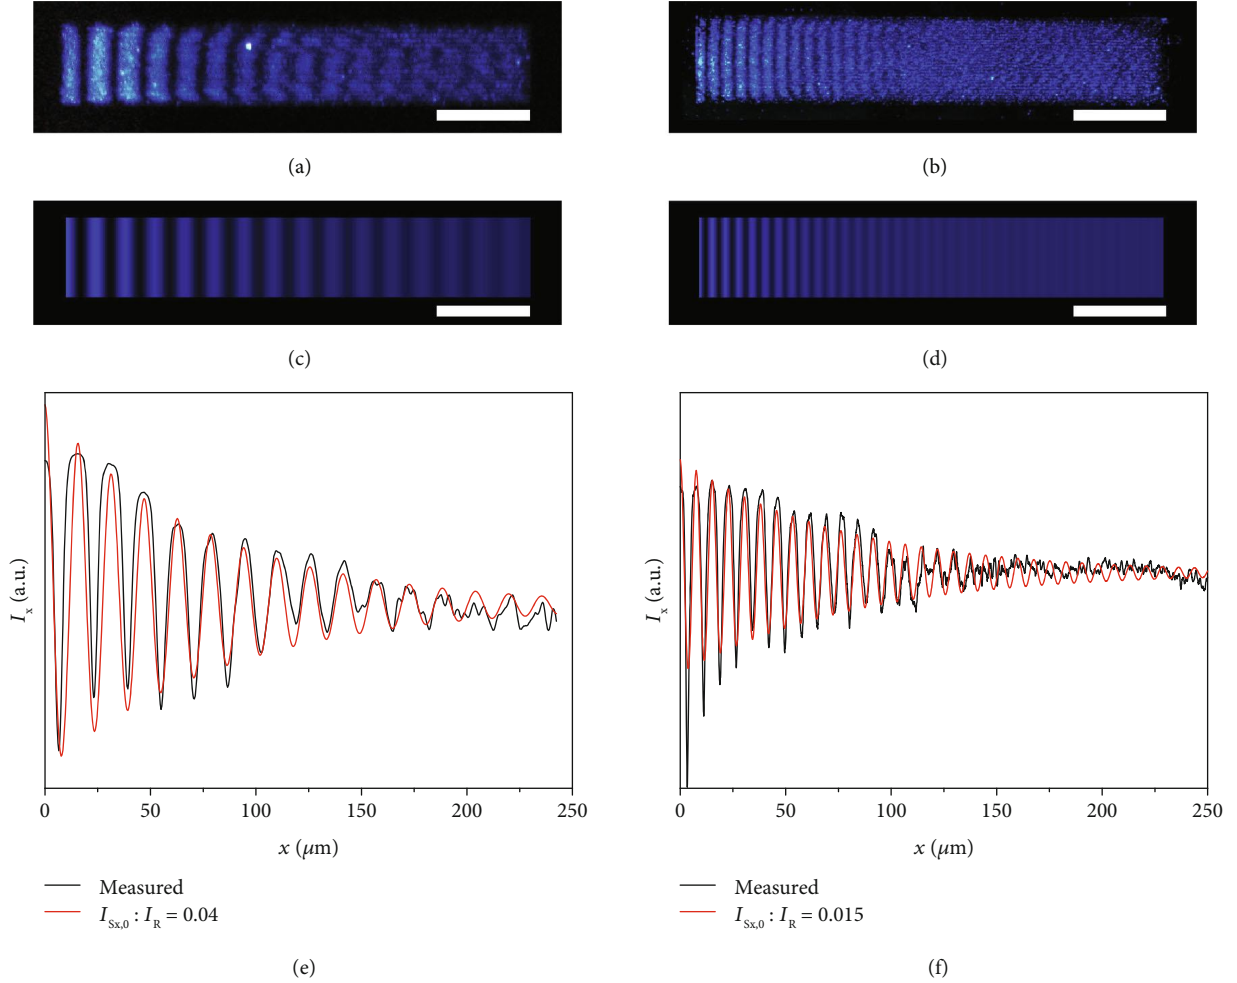 (a)
(b)
(c)
(d)
I_x (a.u.)
0 50 100 150 200 250
x (μm)
Measured
I_Sx,0 : I_R = 0.04
(e)
I_x (a.u.)
0 50 100 150 200 250
x (μm)
Measured
I_Sx,0 : I_R = 0.015
(f)